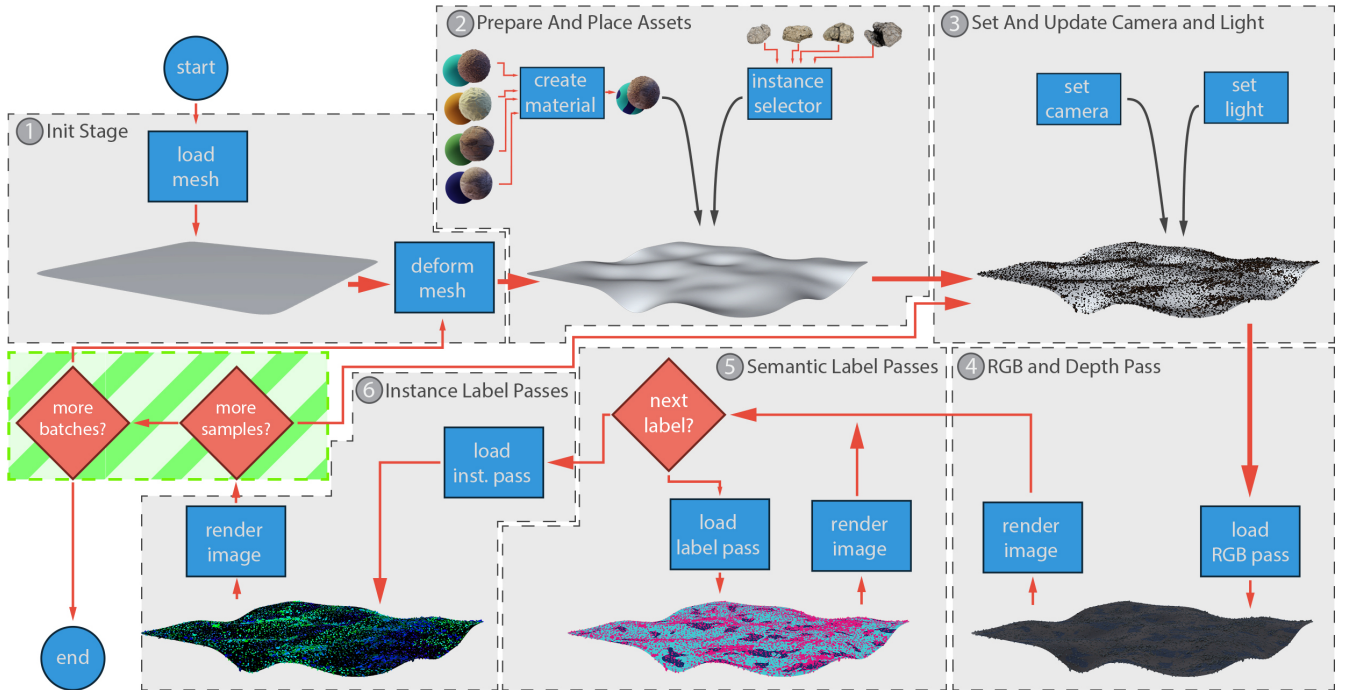 start
1 Init Stage
load
mesh
deform
mesh
2 Prepare And Place Assets
create
material
instance
selector
3 Set And Update Camera and Light
set
camera
set
light
4 RGB and Depth Pass
load
RGB pass
render
image
5 Semantic Label Passes
next
label?
load
label pass
render
image
6 Instance Label Passes
load
inst. pass
render
image
more
samples?
more
batches?
end